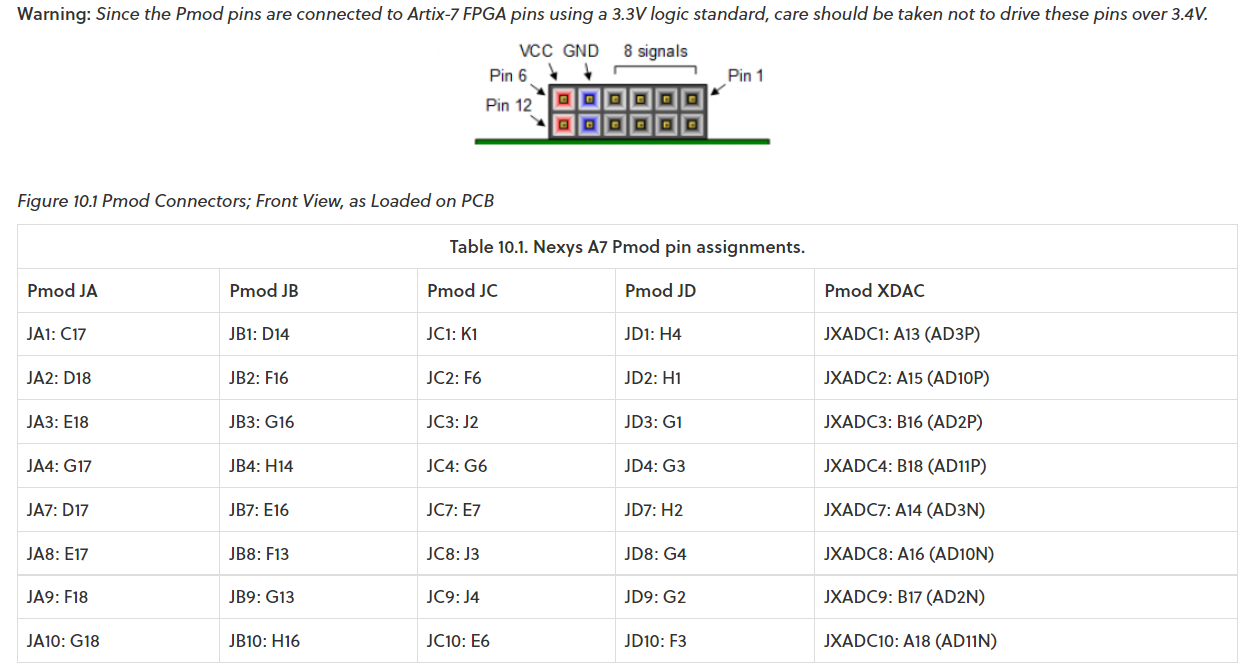 Warning: Since the Pmod pins are connected to Artix-7 FPGA pins using a 3.3V logic standard, care should be taken not to drive these pins over 3.4V.
VCC GND 8 signals
Pin 6 Pin 1
Pin 12
Figure 10.1 Pmod Connectors; Front View, as Loaded on PCB
Table 10.1. Nexys A7 Pmod pin assignments.
Pmod JA Pmod JB Pmod JC Pmod JD Pmod XDAC
JA1: C17 JB1: D14 JC1: K1 JD1: H4 JXADC1: A13 (AD3P)
JA2: D18 JB2: F16 JC2: F6 JD2: H1 JXADC2: A15 (AD10P)
JA3: E18 JB3: G16 JC3: J2 JD3: G1 JXADC3: B16 (AD2P)
JA4: G17 JB4: H14 JC4: G6 JD4: G3 JXADC4: B18 (AD11P)
JA7: D17 JB7: E16 JC7: E7 JD7: H2 JXADC7: A14 (AD3N)
JA8: E17 JB8: F13 JC8: J3 JD8: G4 JXADC8: A16 (AD10N)
JA9: F18 JB9: G13 JC9: J4 JD9: G2 JXADC9: B17 (AD2N)
JA10: G18 JB10: H16 JC10: E6 JD10: F3 JXADC10: A18 (AD11N)